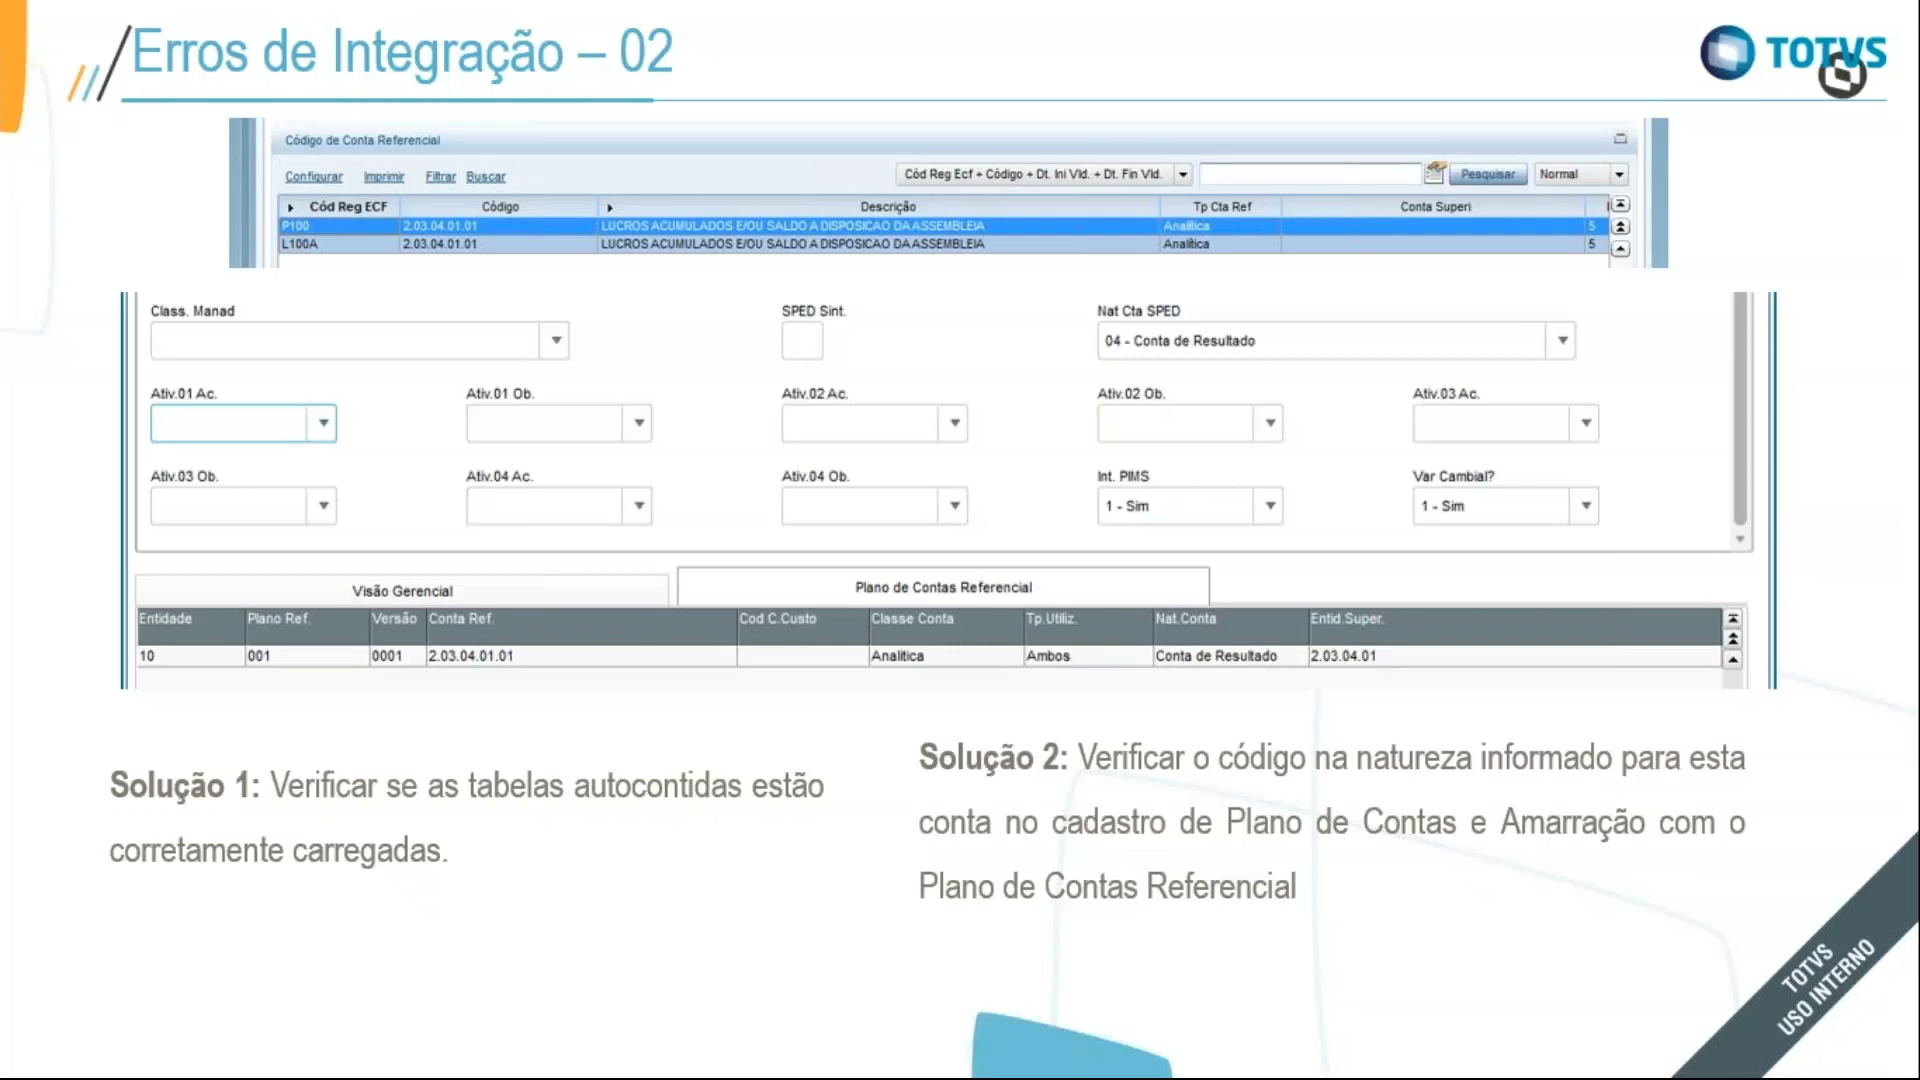 Erros de Integração – 02
TOTVS
Código de Conta Referencial
Configurar Imprimir Filtrar Buscar Cód Reg Ecf + Código + Dt. Ini Vld. + Dt. Fin Vld. Pesquisar Normal
Cód Reg ECF Código Descrição Tp Cta Ref Conta Superi
P100 2.03.04.01.01 LUCROS ACUMULADOS E/OU SALDO A DISPOSICAO DA ASSEMBLEIA Analítica 5
L100A 2.03.04.01.01 LUCROS ACUMULADOS E/OU SALDO A DISPOSICAO DA ASSEMBLEIA Analítica 5
Class. Manad SPED Sint. Nat Cta SPED
04 - Conta de Resultado
Ativ.01 Ac. Ativ.01 Ob. Ativ.02 Ac. Ativ.02 Ob. Ativ.03 Ac.
Ativ.03 Ob. Ativ.04 Ac. Ativ.04 Ob. Int. PIMS Var Cambial?
1 - Sim 1 - Sim
Visão Gerencial Plano de Contas Referencial
Entidade Plano Ref. Versão Conta Ref. Cod C.Custo Classe Conta Tp.Utiliz. Nat.Conta Entid.Super.
10 001 0001 2.03.04.01.01 Analítica Ambos Conta de Resultado 2.03.04.01
Solução 1: Verificar se as tabelas autocontidas estão
corretamente carregadas.
Solução 2: Verificar o código na natureza informado para esta
conta no cadastro de Plano de Contas e Amarração com o
Plano de Contas Referencial
TOTVS
USO INTERNO